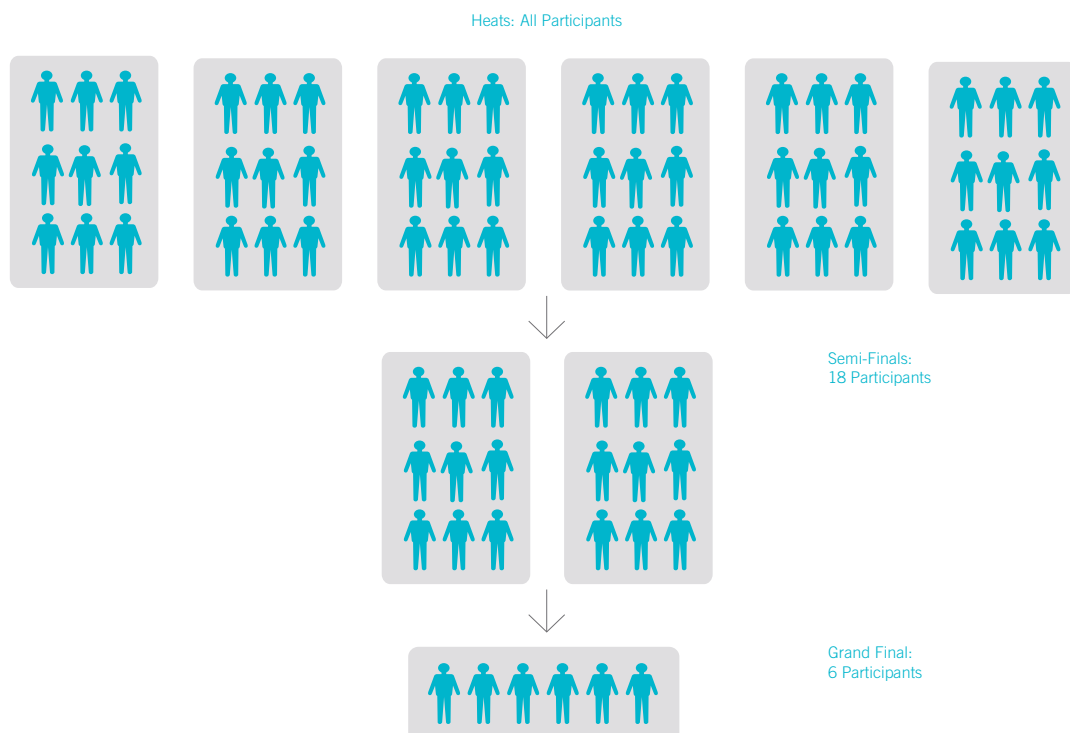 Heats: All Participants
Semi-Finals:
18 Participants
Grand Final:
6 Participants